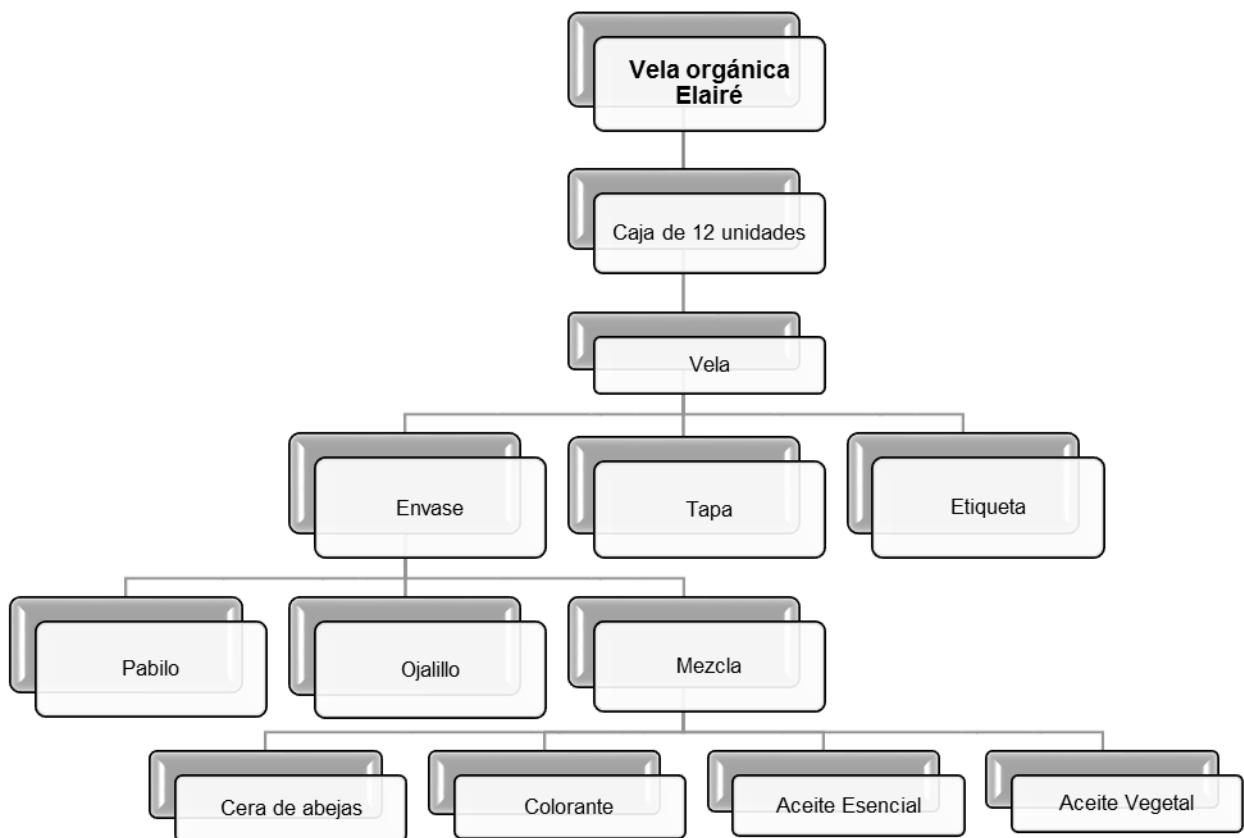 Vela orgánica
Elairé
Caja de 12 unidades
Vela
Envase
Tapa
Etiqueta
Pabilo
Ojalillo
Mezcla
Cera de abejas
Colorante
Aceite Esencial
Aceite Vegetal